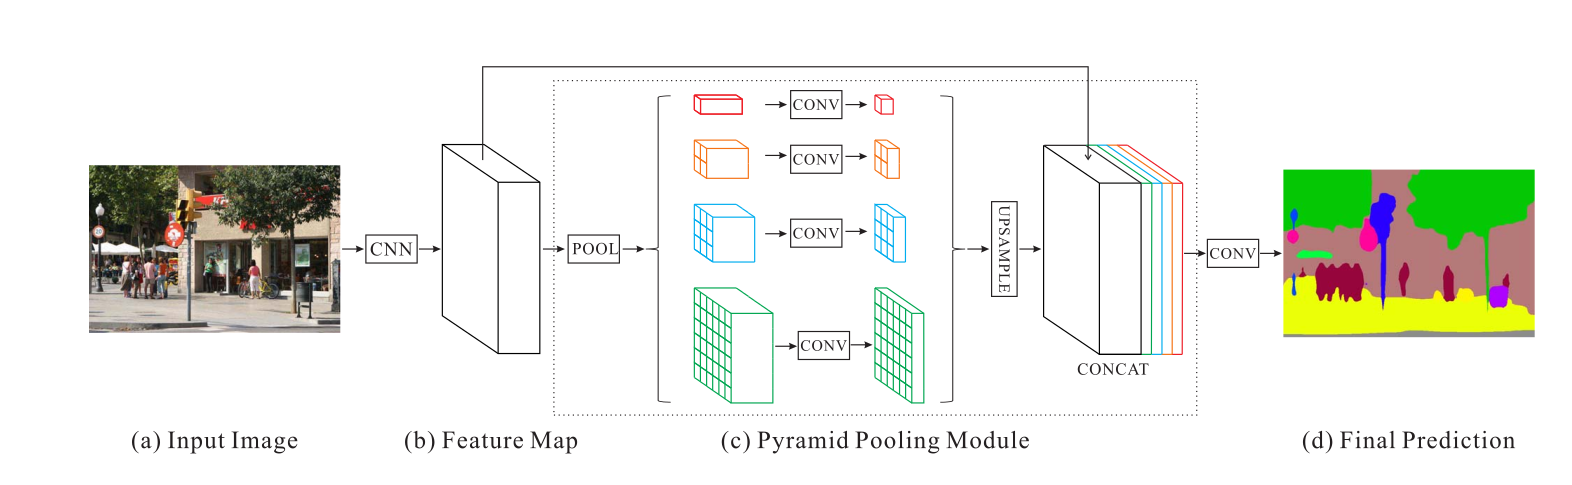 CNN
POOL
CONV
CONV
CONV
CONV
UPSAMPLE
CONCAT
CONV
(a) Input Image
(b) Feature Map
(c) Pyramid Pooling Module
(d) Final Prediction